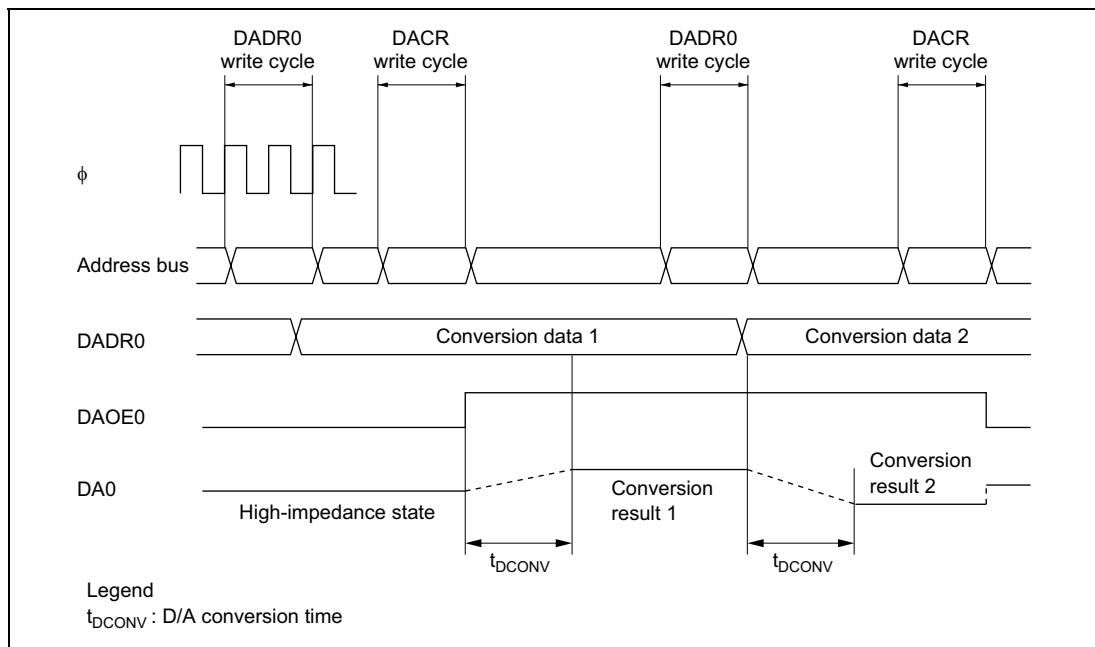 DADR0
write cycle
DACR
write cycle
DADR0
write cycle
DACR
write cycle
ϕ
Address bus
DADR0
Conversion data 1
Conversion data 2
DAOE0
DA0
High-impedance state
Conversion
result 1
Conversion
result 2
tDCONV
tDCONV
Legend
tDCONV : D/A conversion time